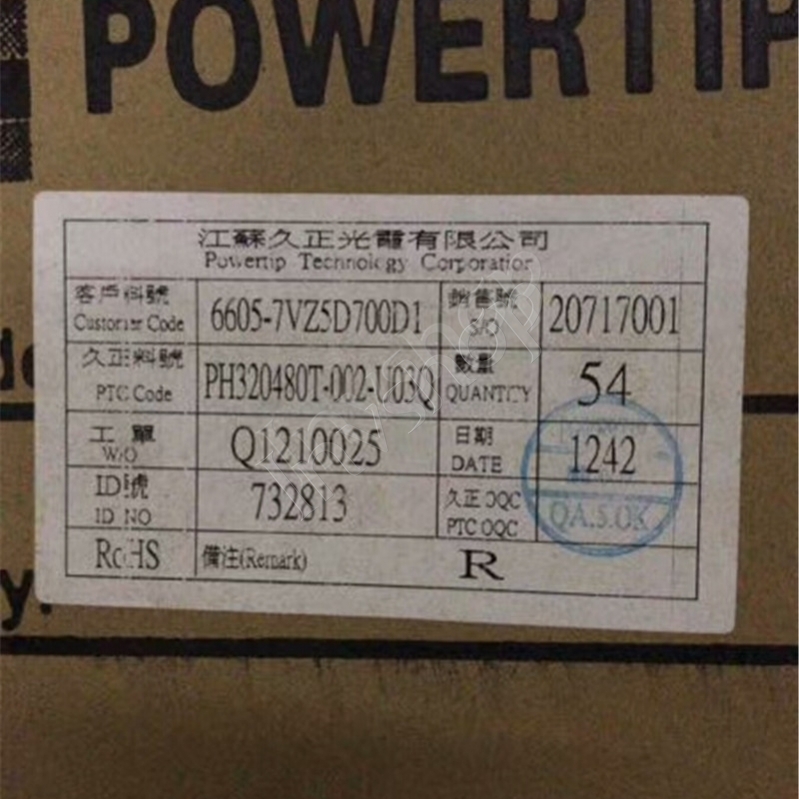 POWERTIP
江蘇久正光電有限公司
Powertip Technology Corporation
客戶料號 Customer Code 6605-7VZ5D700D1 銷售號 S/O 20717001
久正料號 PTC Code PH320480T-002-U03Q 數量 QUANTITY 54
工單 W/O Q1210025 日期 DATE 1242
ID號 ID NO 732813 久正OQC PTC OQC QA.5.OK
RoHS 備注(Remark) R
y.